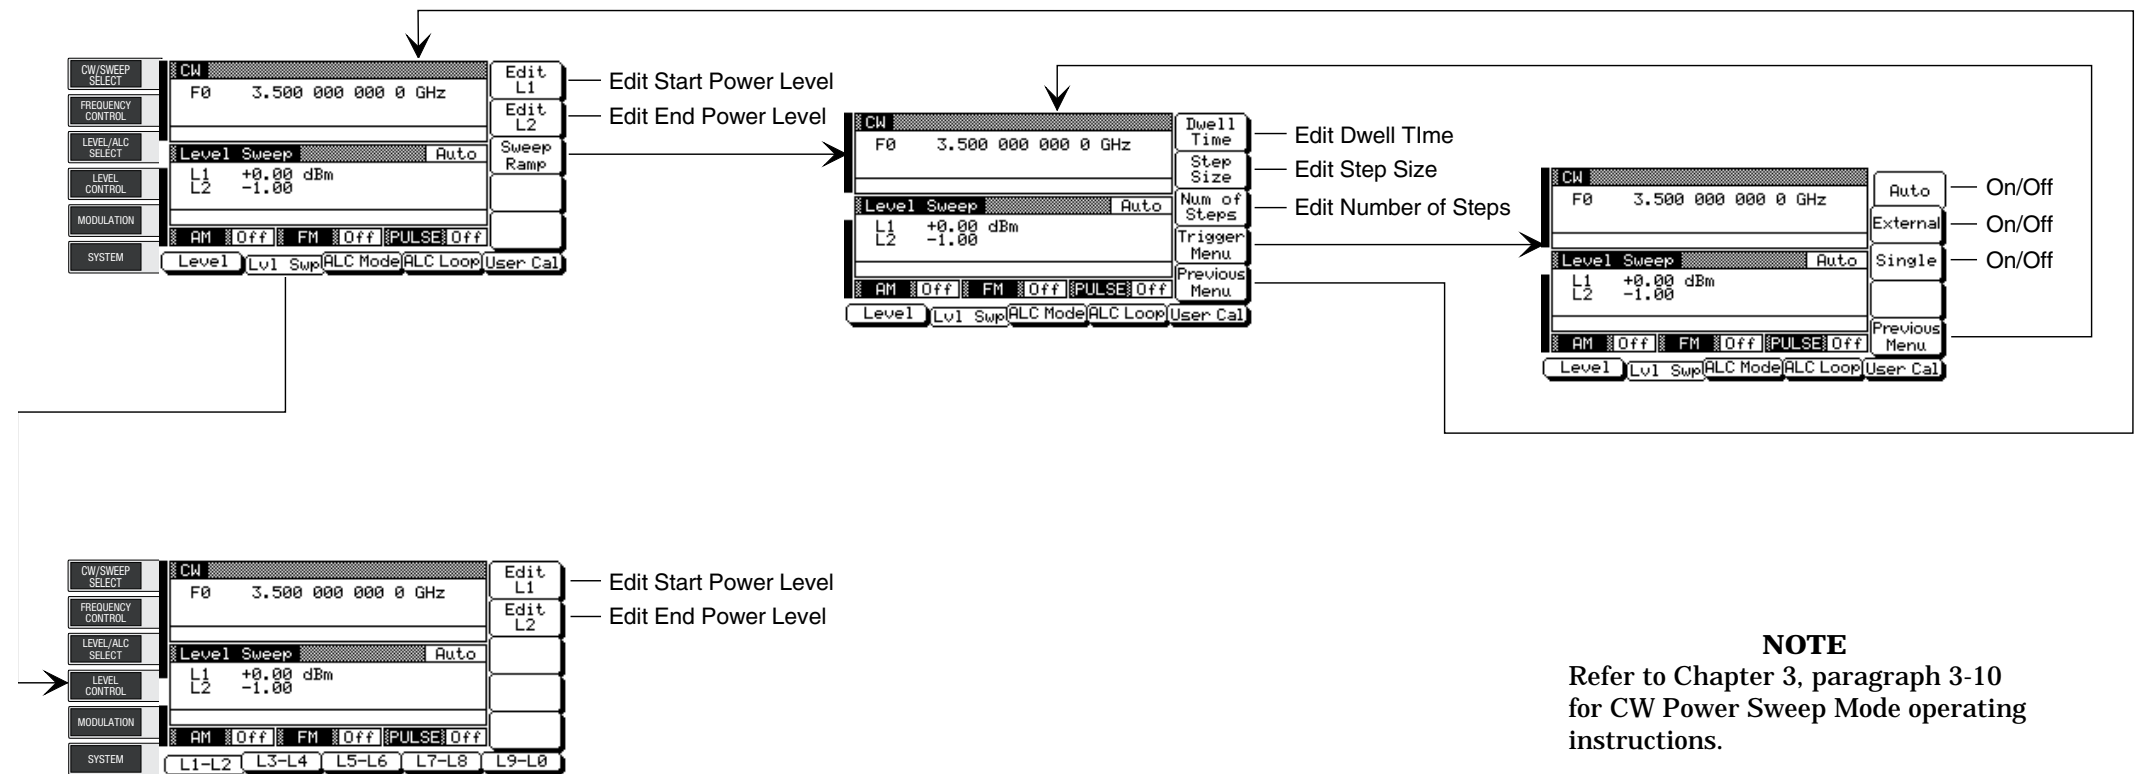 CW/SWEEP
SELECT
FREQUENCY
CONTROL
LEVEL/ALC
SELECT
LEVEL
CONTROL
MODULATION
SYSTEM
CW
F0 3.500 000 000 0 GHz
Level Sweep Auto
L1 +0.00 dBm
L2 -1.00
AM Off FM Off PULSE Off
Level Lvl Swp ALC Mode ALC Loop User Cal
Edit
L1
Edit
L2
Sweep
Ramp
Edit Start Power Level
Edit End Power Level
CW
F0 3.500 000 000 0 GHz
Level Sweep Auto
L1 +0.00 dBm
L2 -1.00
AM Off FM Off PULSE Off
Level Lvl Swp ALC Mode ALC Loop User Cal
Dwell
Time
Step
Size
Num of
Steps
Trigger
Menu
Previous
Menu
Edit Dwell TIme
Edit Step Size
Edit Number of Steps
CW
F0 3.500 000 000 0 GHz
Level Sweep Auto
L1 +0.00 dBm
L2 -1.00
AM Off FM Off PULSE Off
Level Lvl Swp ALC Mode ALC Loop User Cal
Auto
External
Single
Previous
Menu
On/Off
On/Off
On/Off
CW/SWEEP
SELECT
FREQUENCY
CONTROL
LEVEL/ALC
SELECT
LEVEL
CONTROL
MODULATION
SYSTEM
CW
F0 3.500 000 000 0 GHz
Level Sweep Auto
L1 +0.00 dBm
L2 -1.00
AM Off FM Off PULSE Off
L1-L2 L3-L4 L5-L6 L7-L8 L9-L0
Edit
L1
Edit
L2
Edit Start Power Level
Edit End Power Level
NOTE
Refer to Chapter 3, paragraph 3-10
for CW Power Sweep Mode operating
instructions.